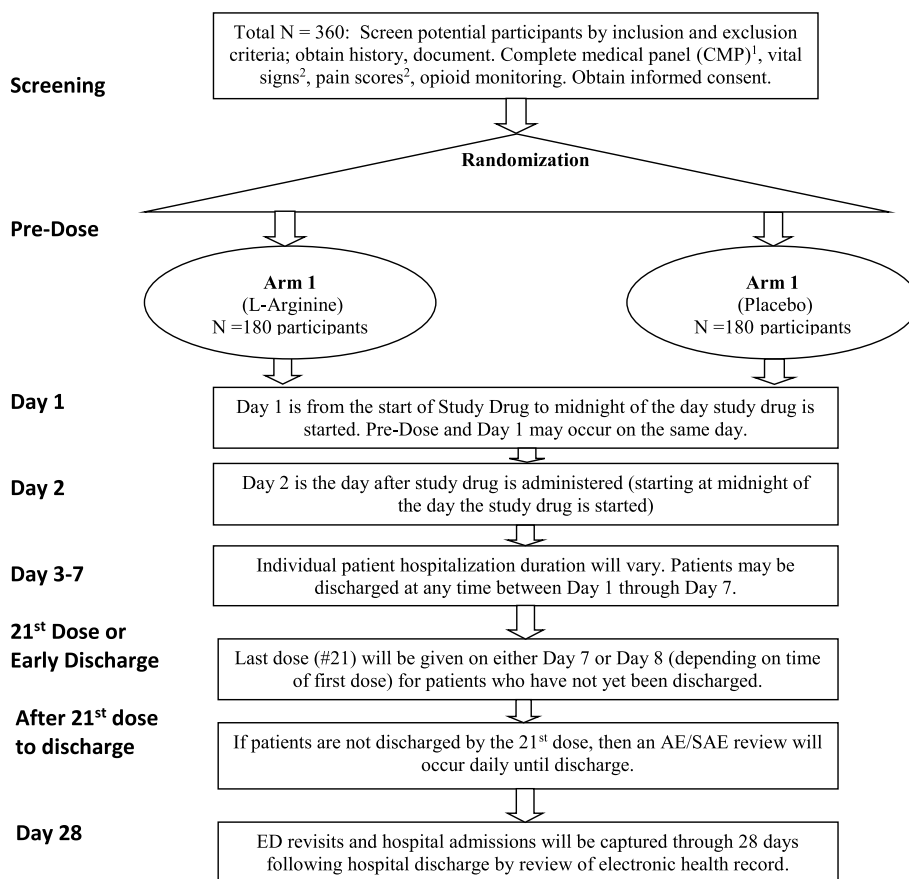 Total N = 360:  Screen potential participants by inclusion and exclusion
criteria; obtain history, document. Complete medical panel (CMP)¹, vital
signs², pain scores², opioid monitoring. Obtain informed consent.
Screening
Randomization
Pre-Dose
Arm 1
(L-Arginine)
N =180 participants
Arm 1
(Placebo)
N =180 participants
Day 1
Day 1 is from the start of Study Drug to midnight of the day study drug is
started. Pre-Dose and Day 1 may occur on the same day.
Day 2
Day 2 is the day after study drug is administered (starting at midnight of
the day the study drug is started)
Day 3-7
Individual patient hospitalization duration will vary. Patients may be
discharged at any time between Day 1 through Day 7.
21st Dose or
Early Discharge
Last dose (#21) will be given on either Day 7 or Day 8 (depending on time
of first dose) for patients who have not yet been discharged.
After 21st dose
to discharge
If patients are not discharged by the 21st dose, then an AE/SAE review will
occur daily until discharge.
Day 28
ED revisits and hospital admissions will be captured through 28 days
following hospital discharge by review of electronic health record.